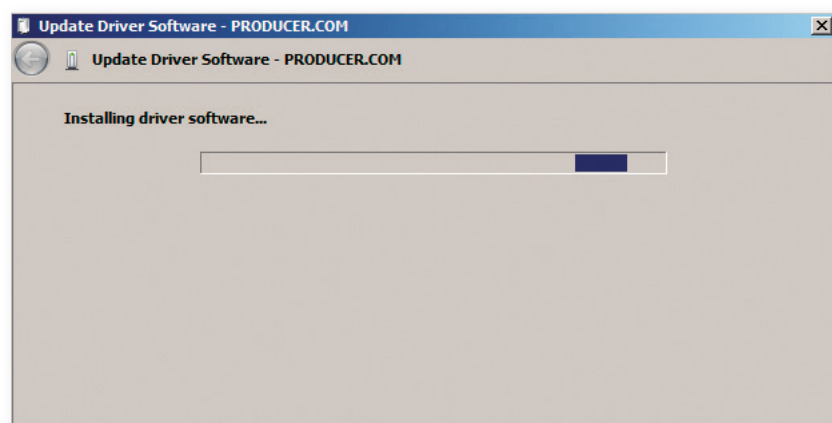 Update Driver Software - PRODUCER.COM
Update Driver Software - PRODUCER.COM
Installing driver software...